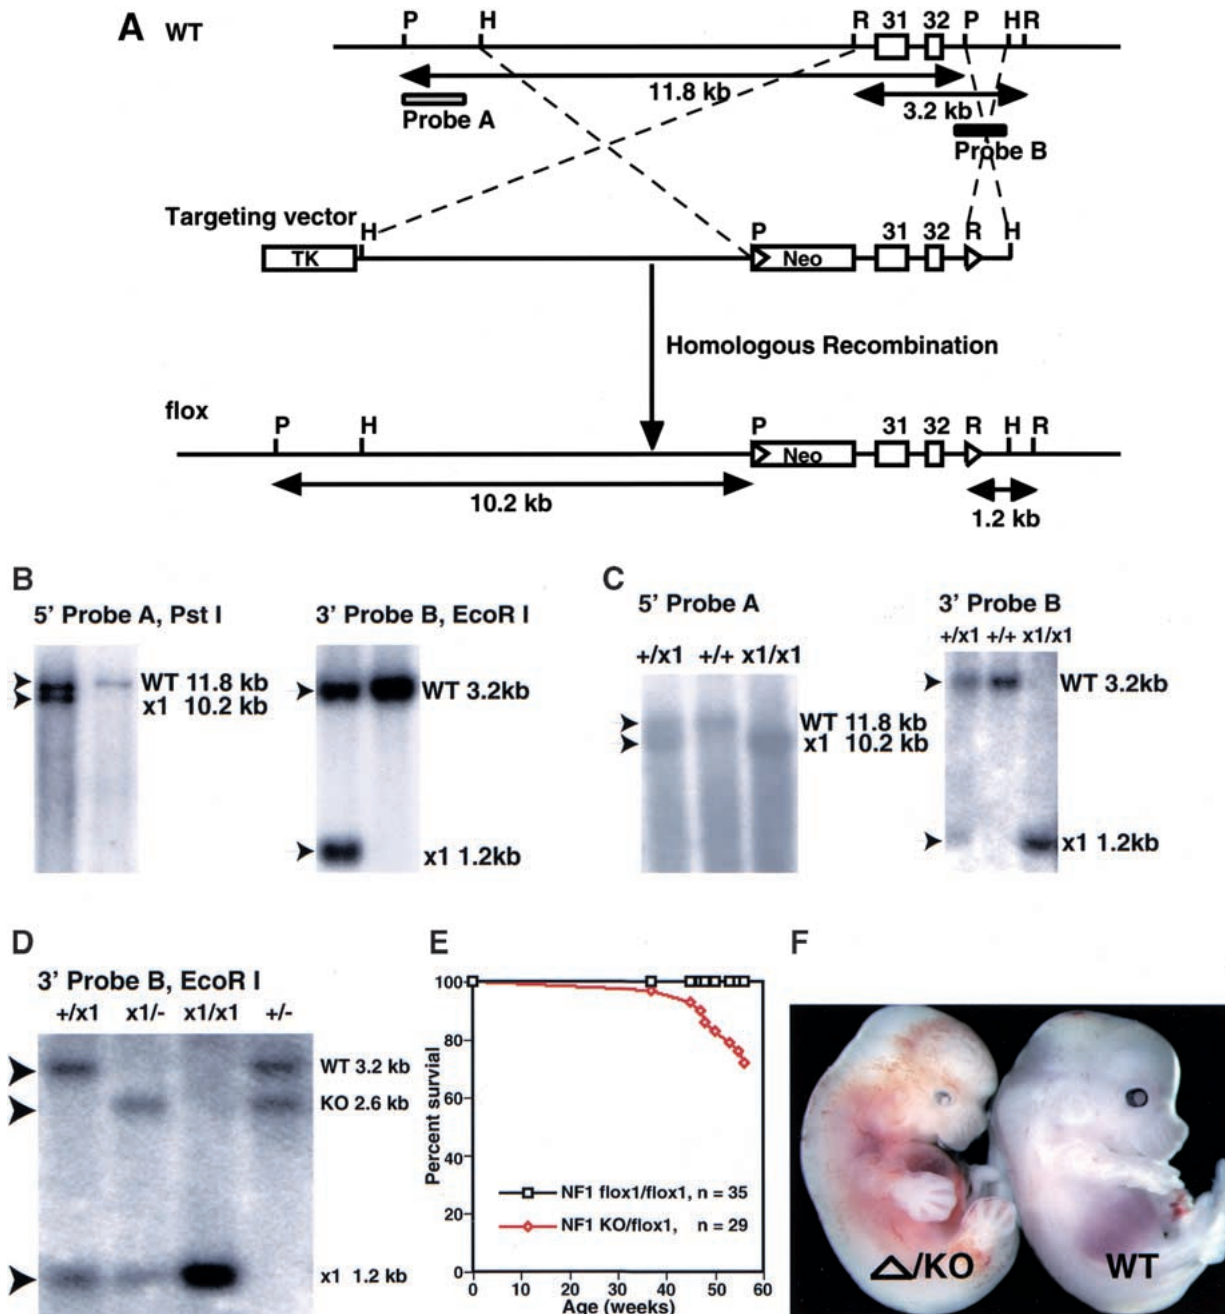 A
WT
P H R 31 32 P H R
11.8 kb
3.2 kb
Probe A
Probe B
Targeting vector
H P 31 32 R H
TK Neo
Homologous Recombination
flox
P H P 31 32 R H R
Neo
10.2 kb
1.2 kb
B
5' Probe A, Pst I
WT 11.8 kb
x1 10.2 kb
3' Probe B, EcoR I
WT 3.2kb
x1 1.2kb
C
5' Probe A
+/x1 +/+ x1/x1
WT 11.8 kb
x1 10.2 kb
3' Probe B
+/x1 +/+ x1/x1
WT 3.2kb
x1 1.2kb
D
3' Probe B, EcoR I
+/x1 x1/- x1/x1 +/-
WT 3.2 kb
KO 2.6 kb
x1 1.2 kb
E
Percent survial
100
80
60
40
20
0
NF1 flox1/flox1, n = 35
NF1 KO/flox1, n = 29
0 10 20 30 40 50 60
Age (weeks)
F
△/KO
WT